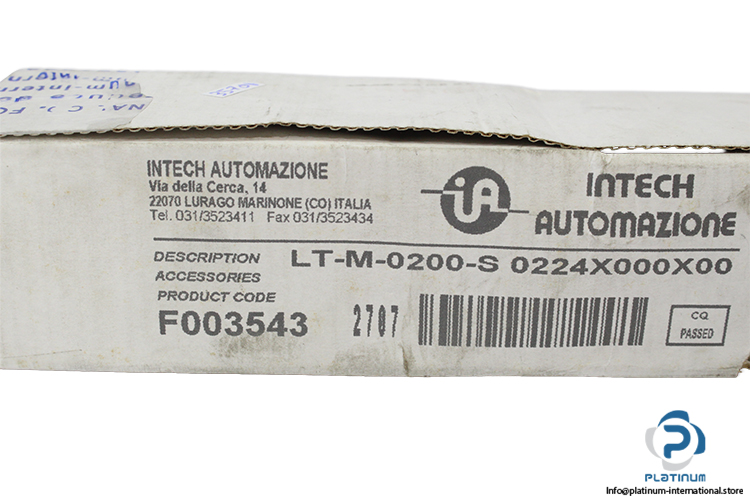 INTECH AUTOMAZIONE
Via della Cerca, 14
22070 LURAGO MARINONE (CO) ITALIA
Tel. 031/3523411 Fax 031/3523434
iA
INTECH
AUTOMAZIONE
DESCRIPTION LT-M-0200-S 0224X000X00
ACCESSORIES
PRODUCT CODE
F003543 2707
CQ
PASSED
PLATINUM
Info@platinum-international.store